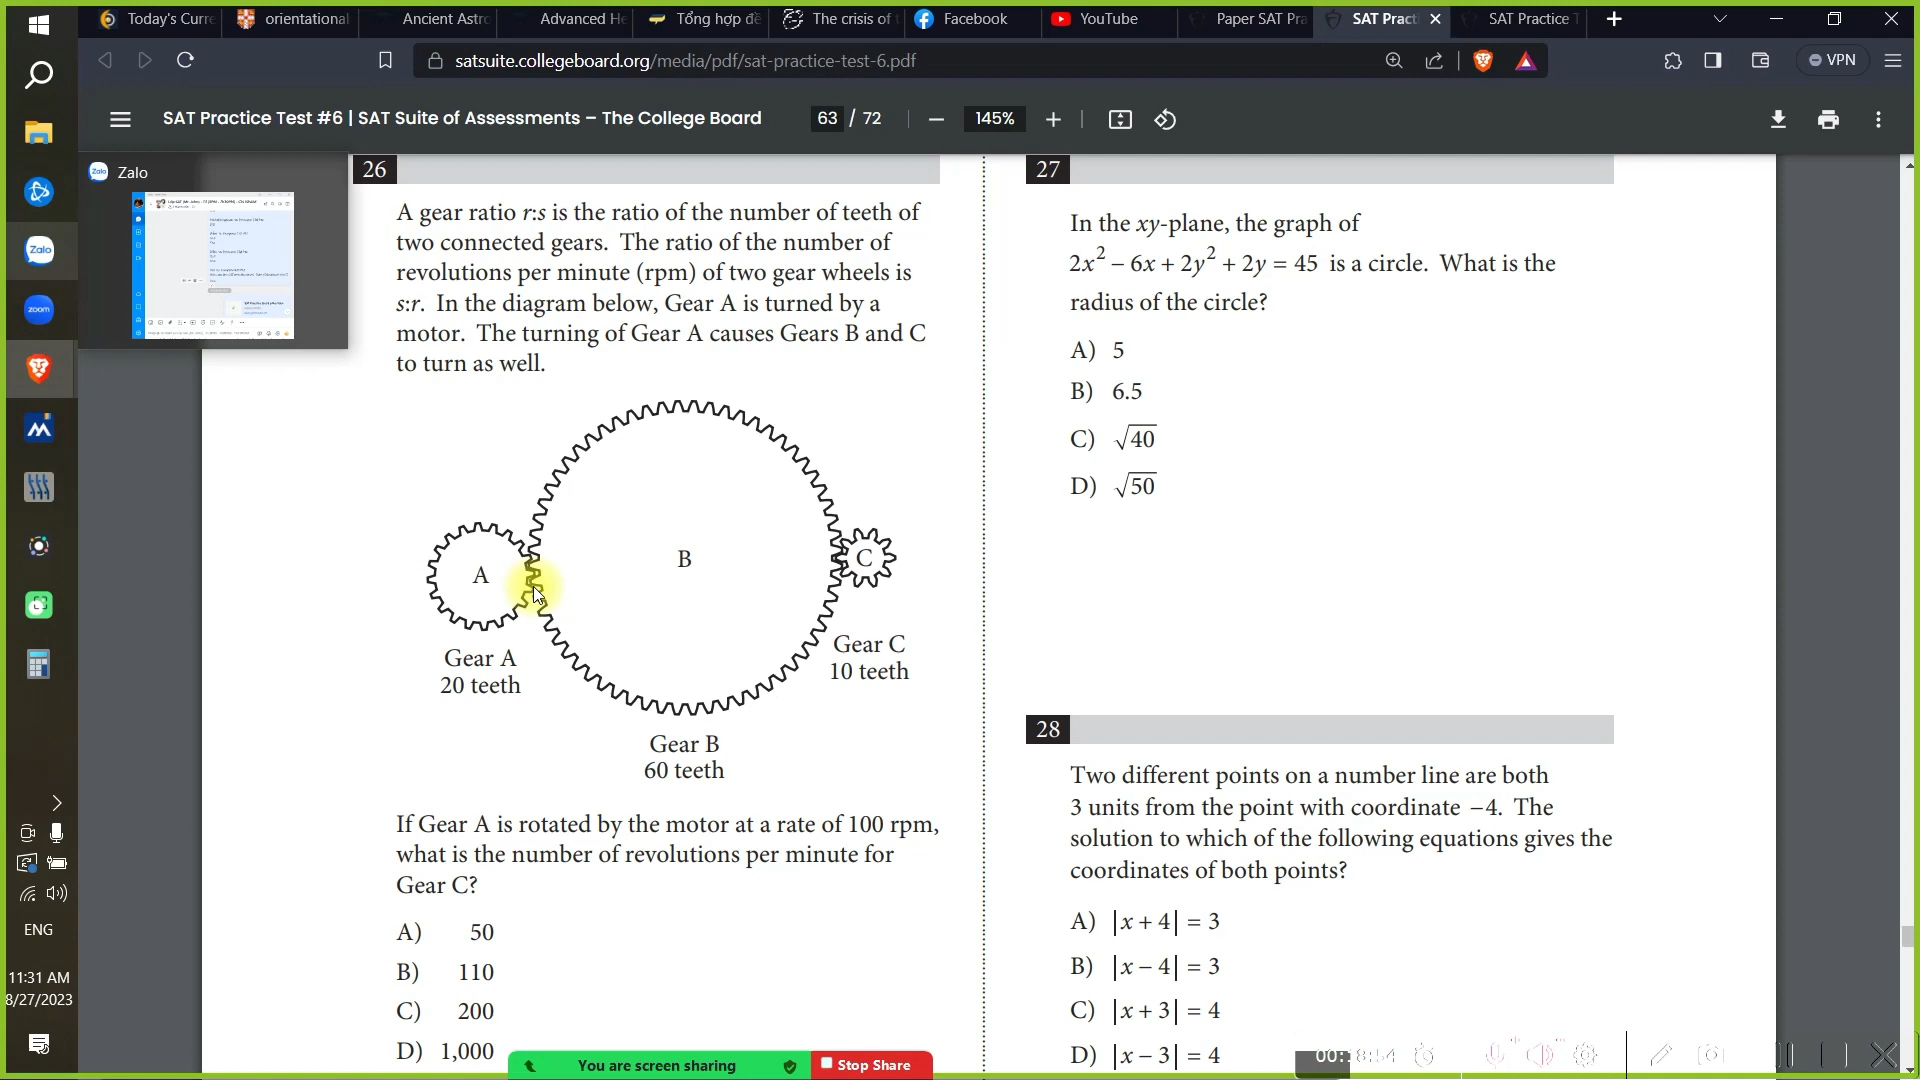 Today's Curre
orientational
Ancient Astro
Advanced He
Tổng hợp đề
The crisis of
Facebook
YouTube
Paper SAT Pra
SAT Practi
SAT Practice T
satsuite.collegeboard.org/media/pdf/sat-practice-test-6.pdf
VPN
SAT Practice Test #6 | SAT Suite of Assessments – The College Board
63 / 72
145%
Zalo
Zalo
zoom
26
A gear ratio r:s is the ratio of the number of teeth of
two connected gears. The ratio of the number of
revolutions per minute (rpm) of two gear wheels is
s:r. In the diagram below, Gear A is turned by a
motor. The turning of Gear A causes Gears B and C
to turn as well.
A
B
C
Gear A
20 teeth
Gear C
10 teeth
Gear B
60 teeth
If Gear A is rotated by the motor at a rate of 100 rpm,
what is the number of revolutions per minute for
Gear C?
A) 50
B) 110
C) 200
D) 1,000
27
In the xy-plane, the graph of
2x² − 6x + 2y² + 2y = 45 is a circle. What is the
radius of the circle?
A) 5
B) 6.5
C) √40
D) √50
28
Two different points on a number line are both
3 units from the point with coordinate −4. The
solution to which of the following equations gives the
coordinates of both points?
A) |x + 4| = 3
B) |x − 4| = 3
C) |x + 3| = 4
D) |x − 3| = 4
ENG
11:31 AM
8/27/2023
You are screen sharing
Stop Share